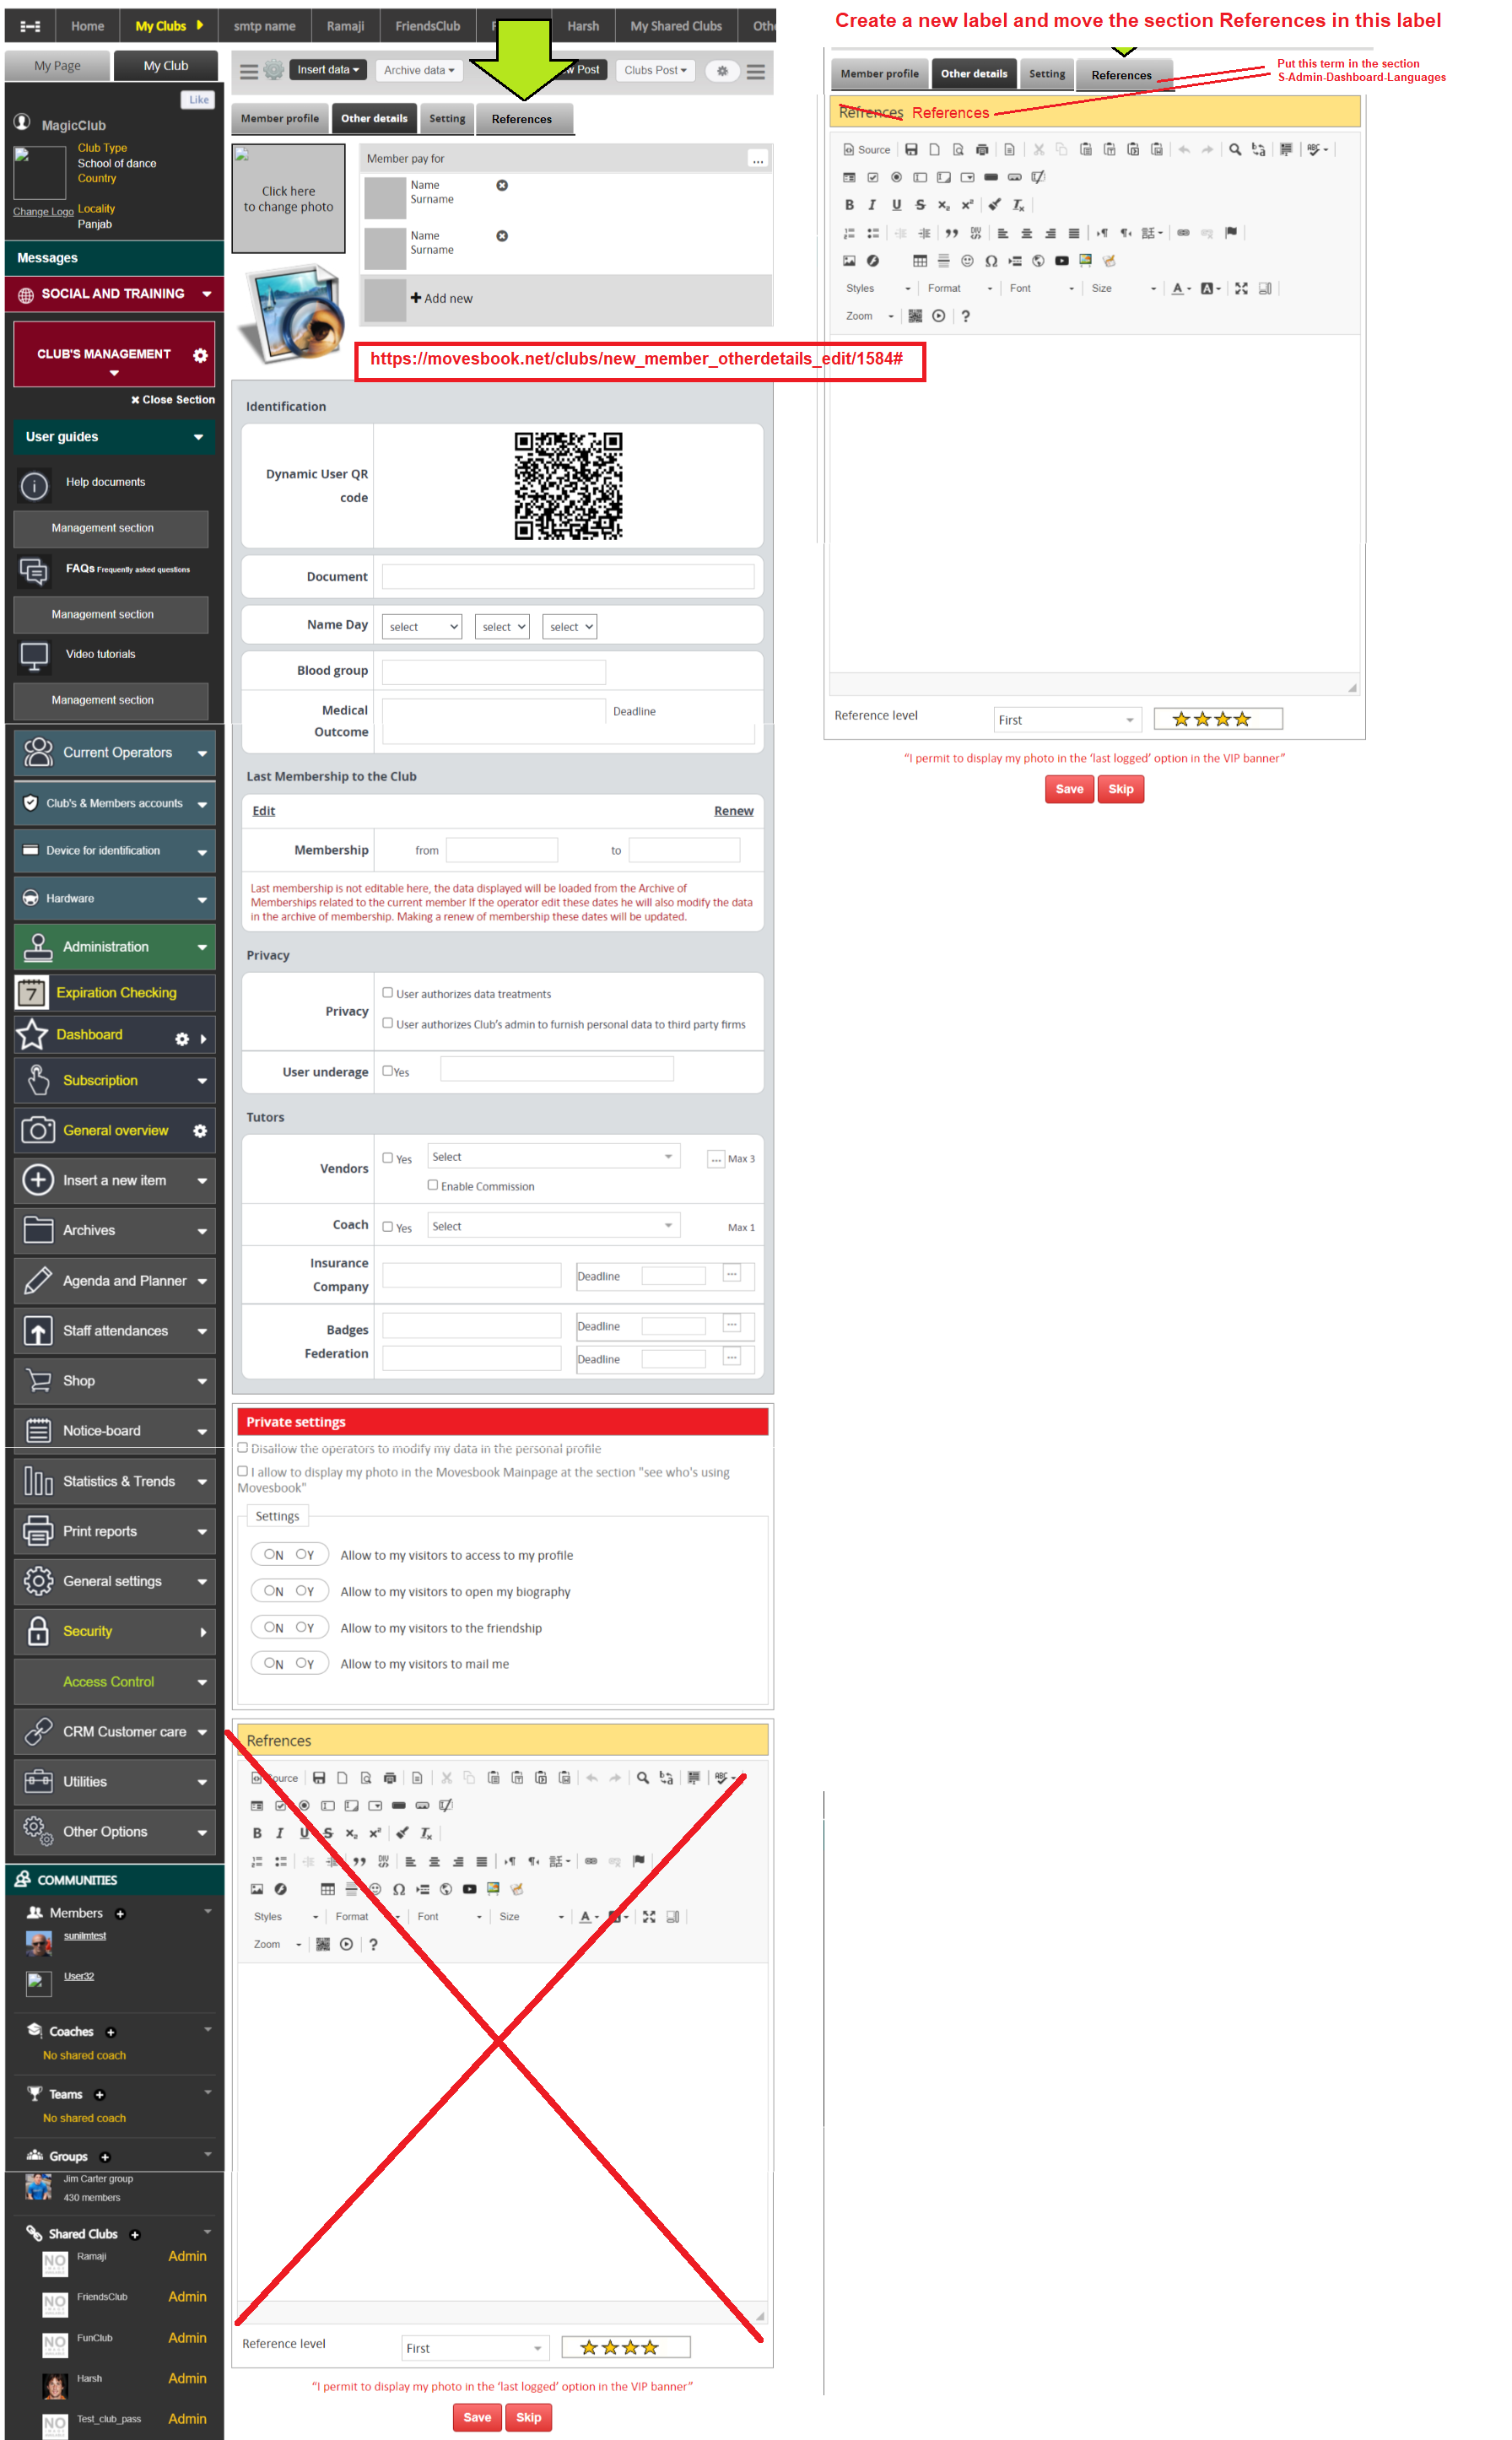 Home
My Clubs
smtp name
Ramaji
FriendsClub
Harsh
My Shared Clubs
Create a new label and move the section References in this label
My Page
My Club
Insert data
Archive data
Post
Clubs Post
Member profile
Other details
Setting
References
Like
MagicClub
Club Type
School of dance
Country
Change Logo
Locality
Panjab
Click here
to change photo
Member pay for
...
Name
Surname
Name
Surname
Add new
https://movesbook.net/clubs/new_member_otherdetails_edit/1584#
Messages
SOCIAL AND TRAINING
CLUB'S MANAGEMENT
Close Section
User guides
Help documents
Management section
FAQs Frequently asked questions
Management section
Video tutorials
Management section
Current Operators
Club's & Members accounts
Device for identification
Hardware
Administration
7
Expiration Checking
Dashboard
Subscription
General overview
Insert a new item
Archives
Agenda and Planner
Staff attendances
Shop
Notice-board
Statistics & Trends
Print reports
General settings
Security
Access Control
CRM Customer care
Utilities
Other Options
COMMUNITIES
Members
sunilmtest
User32
Coaches
No shared coach
Teams
No shared coach
Groups
Jim Carter group
430 members
Shared Clubs
Ramaji Admin
FriendsClub Admin
FunClub Admin
Harsh Admin
Test_club_pass Admin
Identification
Dynamic User QR
code
Document
Name Day select select select
Blood group
Medical
Outcome
Deadline
Last Membership to the Club
Edit Renew
Membership from to
Last membership is not editable here, the data displayed will be loaded from the Archive of
Memberships related to the current member If the operator edit these dates he will also modify the data
in the archive of membership. Making a renew of membership these dates will be updated.
Privacy
Privacy
User authorizes data treatments
User authorizes Club's admin to furnish personal data to third party firms
User underage Yes
Tutors
Vendors Yes Select ... Max 3
Enable Commission
Coach Yes Select Max 1
Insurance
Company
Deadline ...
Badges
Federation
Deadline ...
Deadline ...
Private settings
Disallow the operators to modify my data in the personal profile
I allow to display my photo in the Movesbook Mainpage at the section "see who's using
Movesbook"
Settings
N Y Allow to my visitors to access to my profile
N Y Allow to my visitors to open my biography
N Y Allow to my visitors to the friendship
N Y Allow to my visitors to mail me
Refrences
Source
Styles Format Font Size
Zoom
Reference level First
“I permit to display my photo in the ‘last logged’ option in the VIP banner”
Save Skip
Member profile
Other details
Setting
References
Put this term in the section
S-Admin-Dashboard-Languages
Refrences References
Source
Styles Format Font Size
Zoom
Reference level First
“I permit to display my photo in the ‘last logged’ option in the VIP banner”
Save Skip